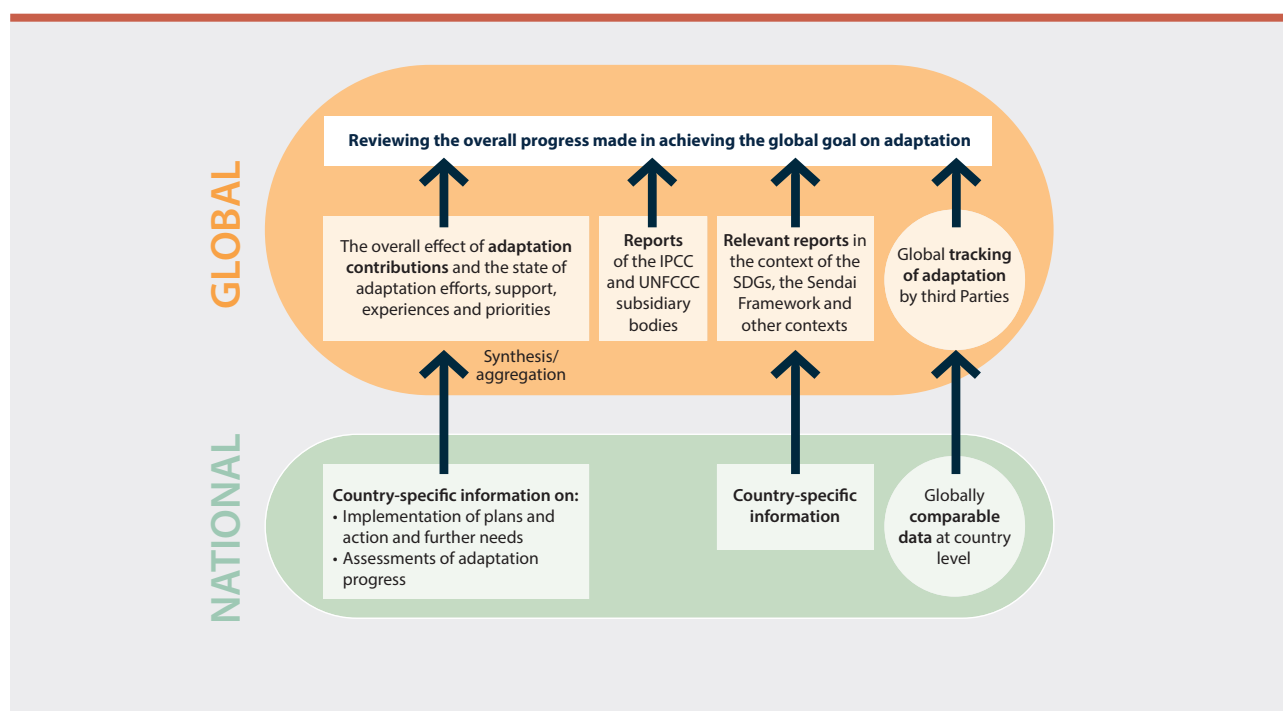 GLOBAL
Reviewing the overall progress made in achieving the global goal on adaptation
The overall effect of adaptation
contributions and the state of
adaptation efforts, support,
experiences and priorities
Reports
of the IPCC
and UNFCCC
subsidiary
bodies
Relevant reports in
the context of the
SDGs, the Sendai
Framework and
other contexts
Global tracking
of adaptation
by third Parties
Synthesis/
aggregation
NATIONAL
Country-specific information on:
• Implementation of plans and
action and further needs
• Assessments of adaptation
progress
Country-specific
information
Globally
comparable
data at country
level